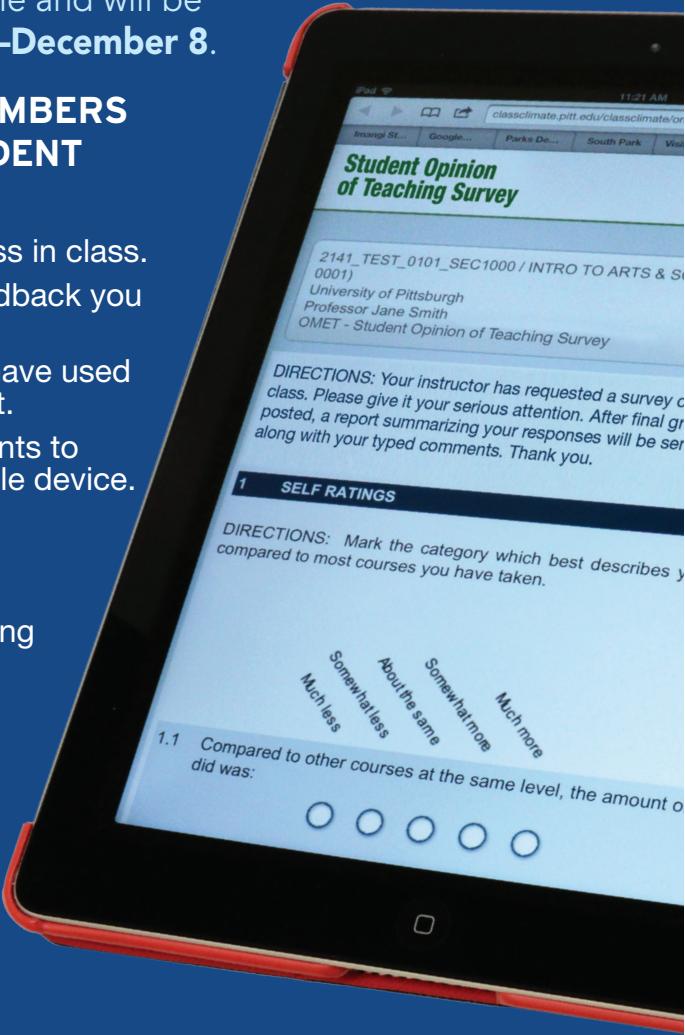 ne and will be
–December 8.
MBERS
DENT
ss in class.
edback you
have used
t.
nts to
le device.
ng
iPad
11:21 AM
classclimate.pitt.edu/classclimate/on
Imangi St...
Google...
Parks De...
South Park
Visi
Student Opinion
of Teaching Survey
2141_TEST_0101_SEC1000 / INTRO TO ARTS & SC
0001)
University of Pittsburgh
Professor Jane Smith
OMET - Student Opinion of Teaching Survey
DIRECTIONS: Your instructor has requested a survey o
class. Please give it your serious attention. After final gr
posted, a report summarizing your responses will be sen
along with your typed comments. Thank you.
1 SELF RATINGS
DIRECTIONS: Mark the category which best describes y
compared to most courses you have taken.
Much less
Somewhat less
About the same
Somewhat more
Much more
1.1 Compared to other courses at the same level, the amount o
did was: